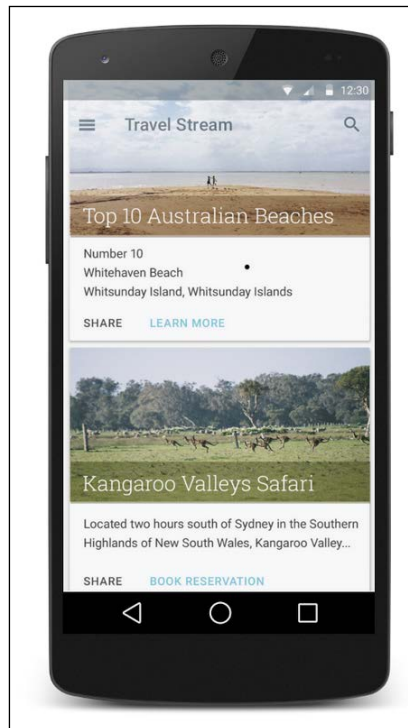 12:30
Travel Stream
Top 10 Australian Beaches
Number 10
Whitehaven Beach
Whitsunday Island, Whitsunday Islands
SHARE LEARN MORE
Kangaroo Valleys Safari
Located two hours south of Sydney in the Southern
Highlands of New South Wales, Kangaroo Valley...
SHARE BOOK RESERVATION